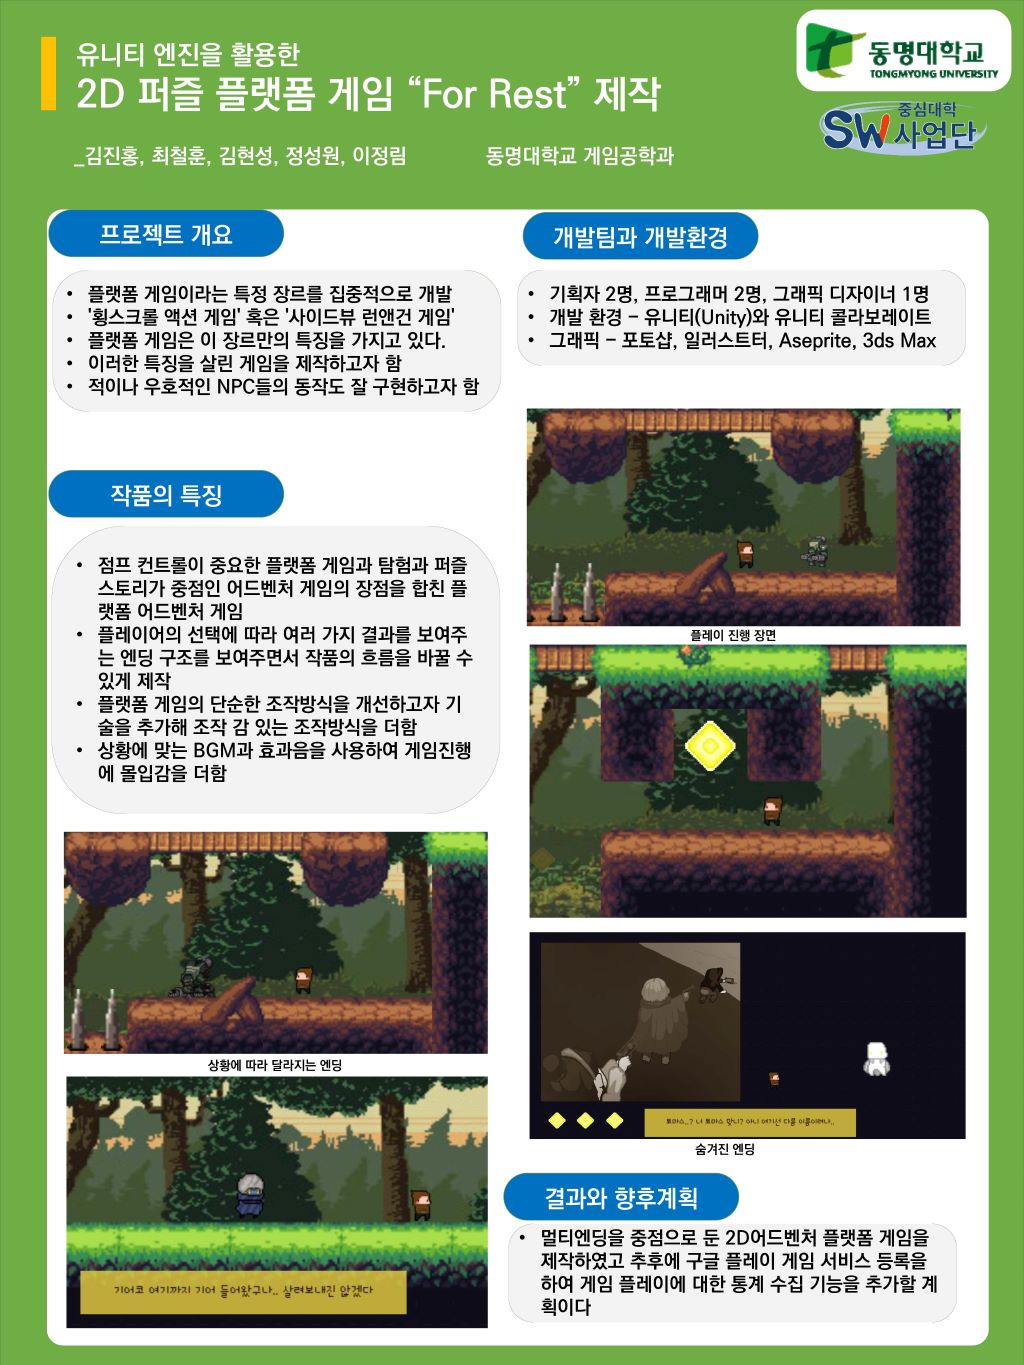 유니티 엔진을 활용한
2D 퍼즐 플랫폼 게임 “For Rest” 제작
_김진홍, 최철훈, 김현성, 정성원, 이정림
동명대학교 게임공학과
동명대학교
TONGMYONG UNIVERSITY
중심대학
SW사업단
프로젝트 개요
• 플랫폼 게임이라는 특정 장르를 집중적으로 개발
• '횡스크롤 액션 게임' 혹은 '사이드뷰 런앤건 게임'
• 플랫폼 게임은 이 장르만의 특징을 가지고 있다.
• 이러한 특징을 살린 게임을 제작하고자 함
• 적이나 우호적인 NPC들의 동작도 잘 구현하고자 함
작품의 특징
• 점프 컨트롤이 중요한 플랫폼 게임과 탐험과 퍼즐
스토리가 중점인 어드벤처 게임의 장점을 합친 플
랫폼 어드벤처 게임
• 플레이어의 선택에 따라 여러 가지 결과를 보여주
는 엔딩 구조를 보여주면서 작품의 흐름을 바꿀 수
있게 제작
• 플랫폼 게임의 단순한 조작방식을 개선하고자 기
술을 추가해 조작 감 있는 조작방식을 더함
• 상황에 맞는 BGM과 효과음을 사용하여 게임진행
에 몰입감을 더함
상황에 따라 달라지는 엔딩
기어코 여기까지 기어 들어왔구나.. 살려보내진 않겠다
개발팀과 개발환경
• 기획자 2명, 프로그래머 2명, 그래픽 디자이너 1명
• 개발 환경 – 유니티(Unity)와 유니티 콜라보레이트
• 그래픽 – 포토샵, 일러스트터, Aseprite, 3ds Max
플레이 진행 장면
토마스..? 너 토마스 맞니? 아니 여기선 다른 이름이려나..
숨겨진 엔딩
결과와 향후계획
• 멀티엔딩을 중점으로 둔 2D어드벤처 플랫폼 게임을
제작하였고 추후에 구글 플레이 게임 서비스 등록을
하여 게임 플레이에 대한 통계 수집 기능을 추가할 계
획이다